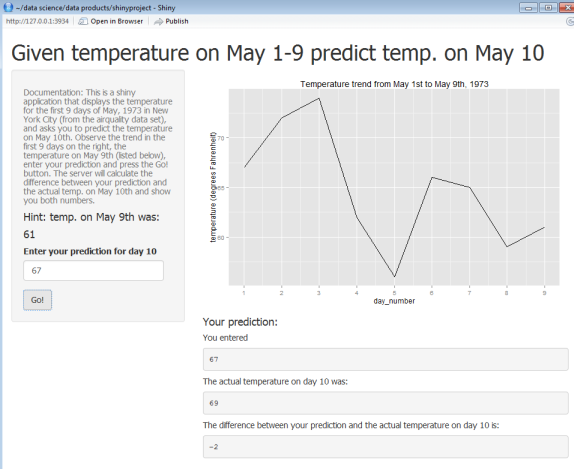 ~/data science/data products/shinyproject - Shiny
http://127.0.0.1:3934 Open in Browser Publish
Given temperature on May 1-9 predict temp. on May 10
Documentation: This is a shiny
application that displays the temperature
for the first 9 days of May, 1973 in New
York City (from the airquality data set),
and asks you to predict the temperature
on May 10th. Observe the trend in the
first 9 days on the right, the
temperature on May 9th (listed below),
enter your prediction and press the Go!
button. The server will calculate the
difference between your prediction and
the actual temp. on May 10th and show
you both numbers.
Hint: temp. on May 9th was:
61
Enter your prediction for day 10
67
Go!
Temperature trend from May 1st to May 9th, 1973
temperature (degrees Fahrenheit)
70
65
60
1 2 3 4 5 6 7 8 9
day_number
Your prediction:
You entered
67
The actual temperature on day 10 was:
69
The difference between your prediction and the actual temperature on day 10 is:
-2